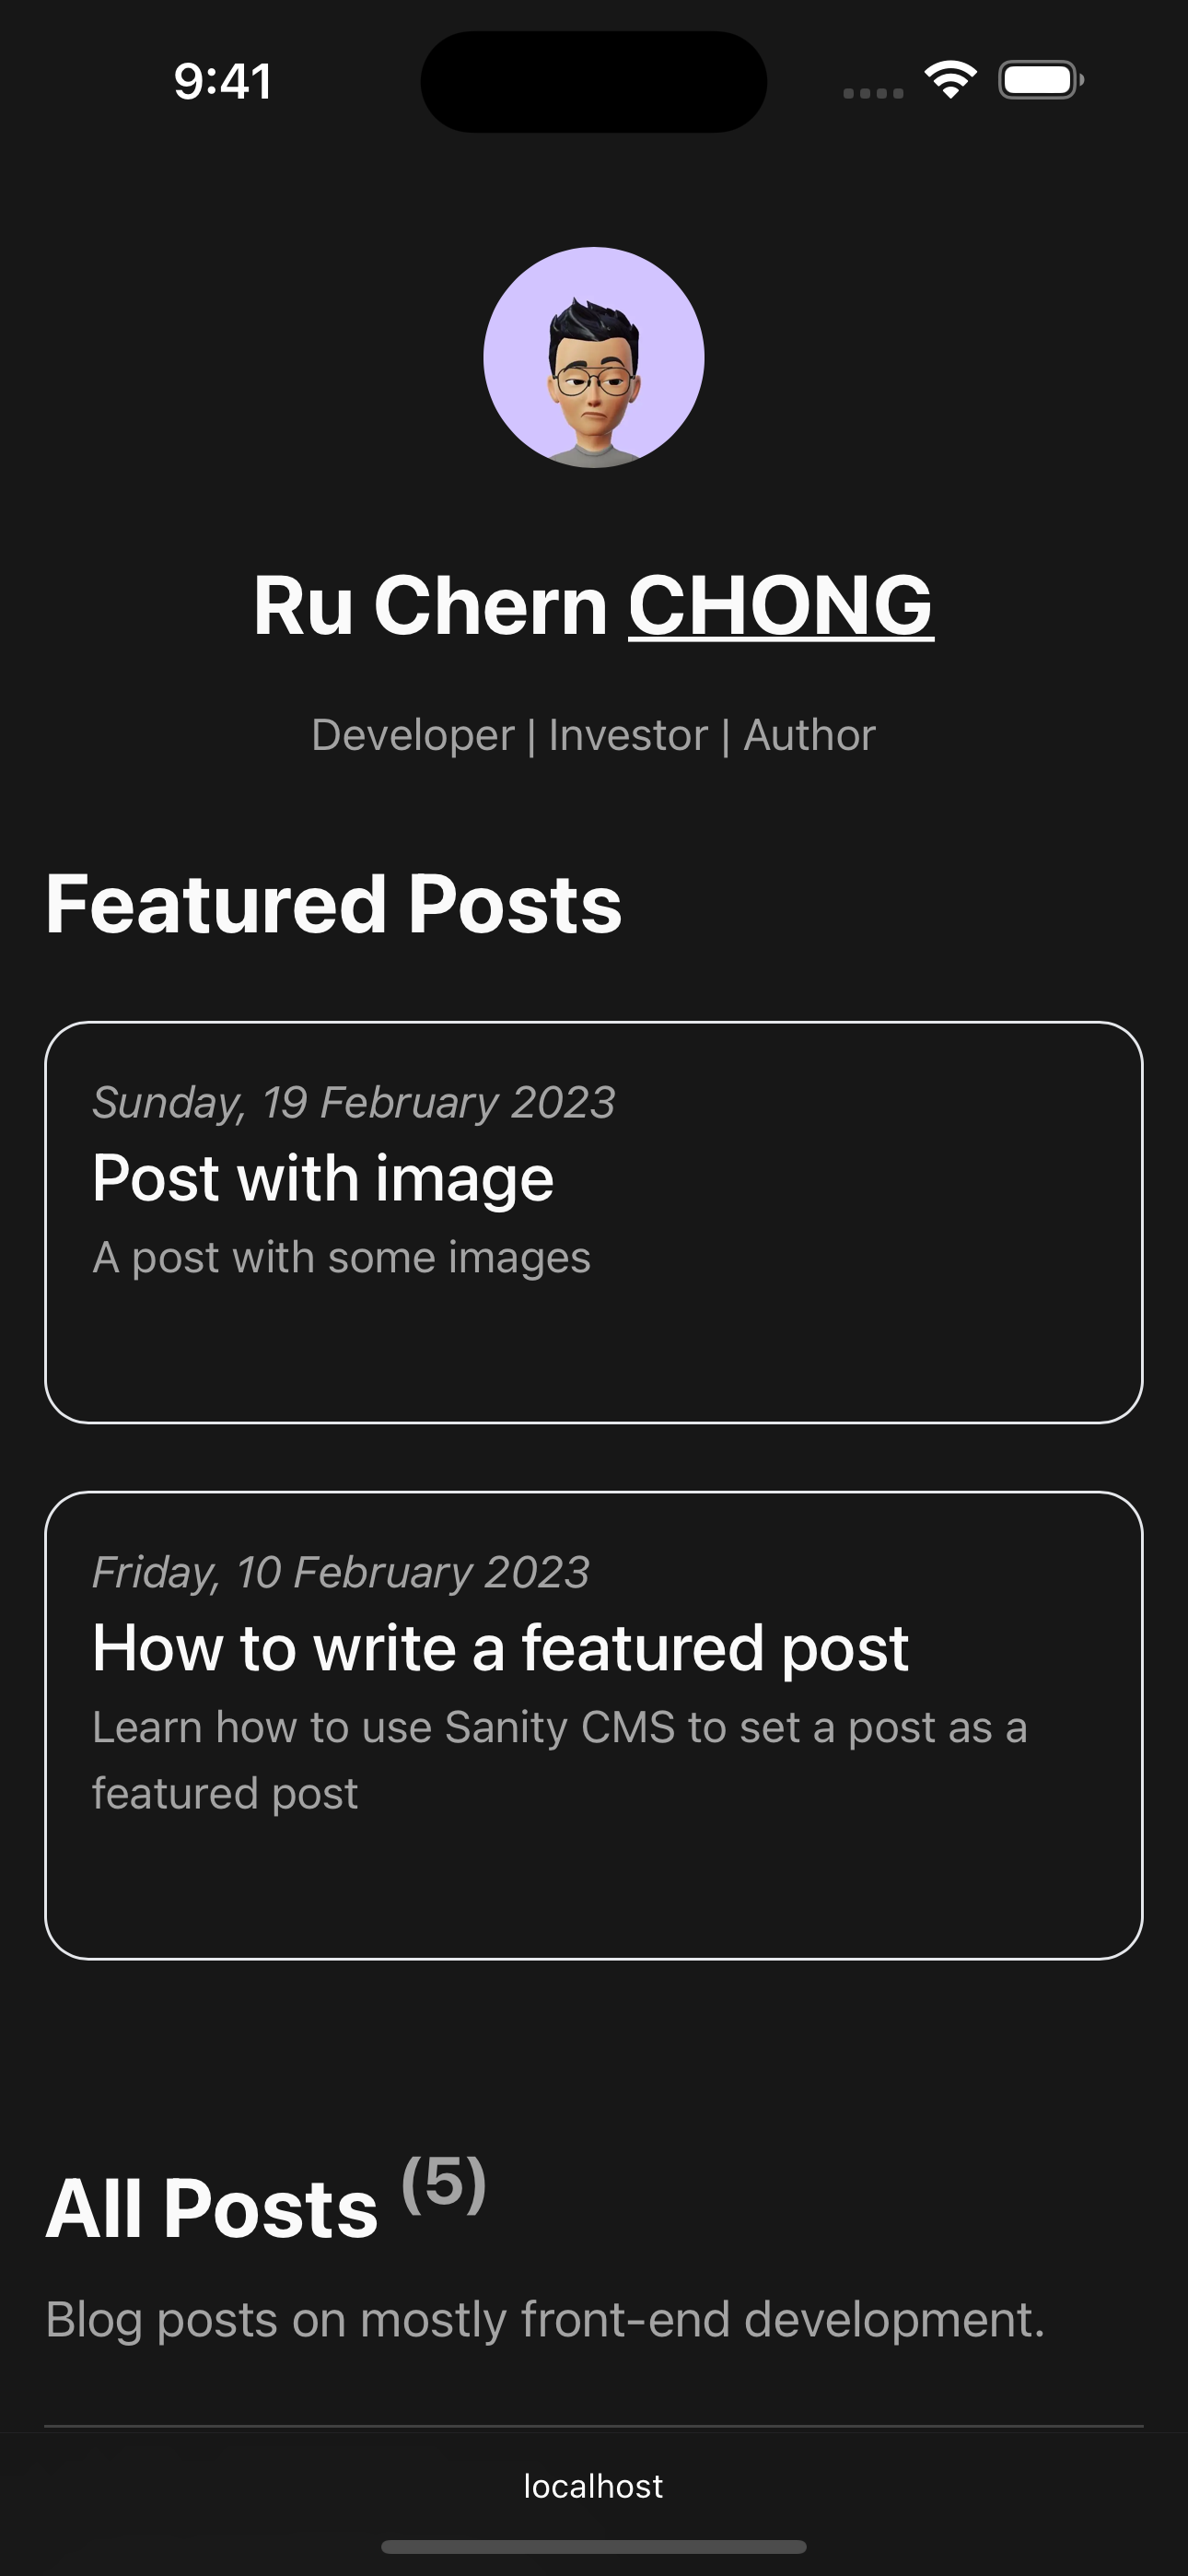 9:41
Ru Chern CHONG
Developer | Investor | Author
Featured Posts
Sunday, 19 February 2023
Post with image
A post with some images
Friday, 10 February 2023
How to write a featured post
Learn how to use Sanity CMS to set a post as a
featured post
All Posts (5)
Blog posts on mostly front-end development.
localhost